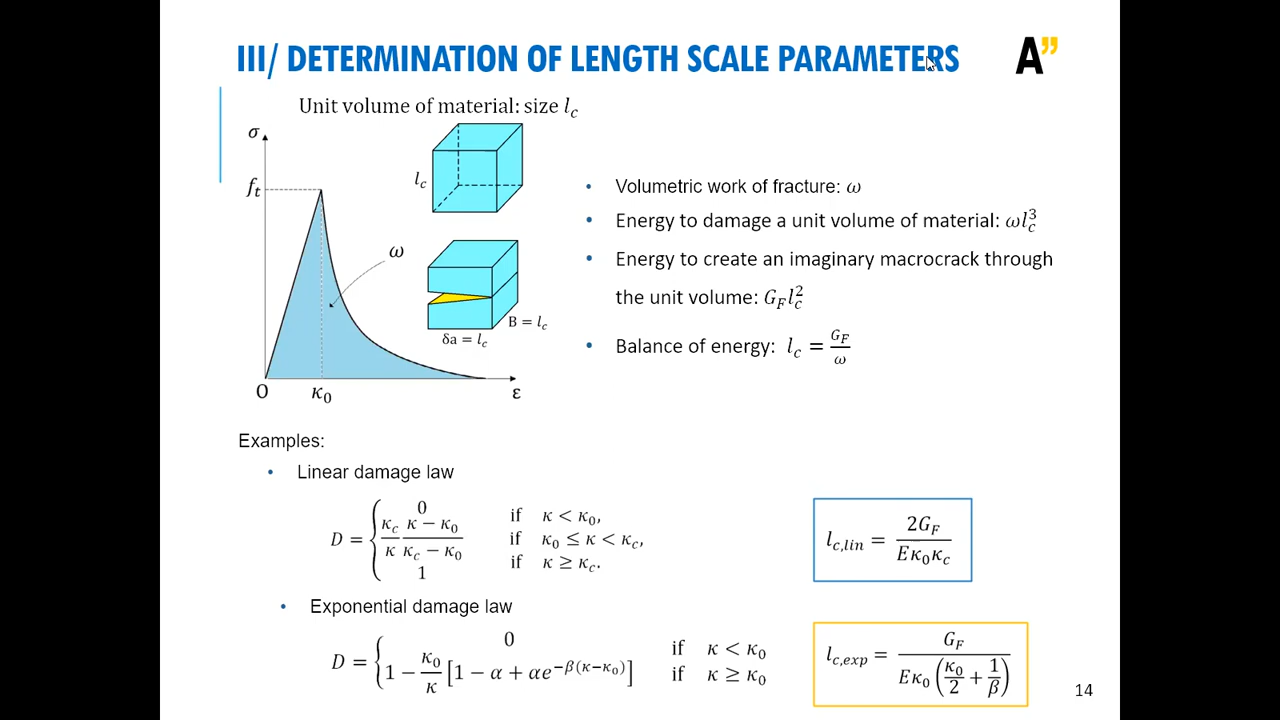 III/ DETERMINATION OF LENGTH SCALE PARAMETERS
A”
Unit volume of material: size l_c
σ
f_t
ω
O
κ_0
ε
l_c
B = l_c
δa = l_c
• Volumetric work of fracture: ω
• Energy to damage a unit volume of material: ωl_c^3
• Energy to create an imaginary macrocrack through
the unit volume: G_F l_c^2
• Balance of energy: l_c = G_F/ω
Examples:
• Linear damage law
D = { 0 if κ < κ_0,
κ_c/κ (κ − κ_0)/(κ_c − κ_0) if κ_0 ≤ κ < κ_c,
1 if κ ≥ κ_c.
l_{c,lin} = 2G_F/(Eκ_0κ_c)
• Exponential damage law
D = { 0 if κ < κ_0
1 − κ_0/κ [1 − α + αe^{−β(κ−κ_0)}] if κ ≥ κ_0
l_{c,exp} = G_F/(Eκ_0(κ_0/2 + 1/β))
14